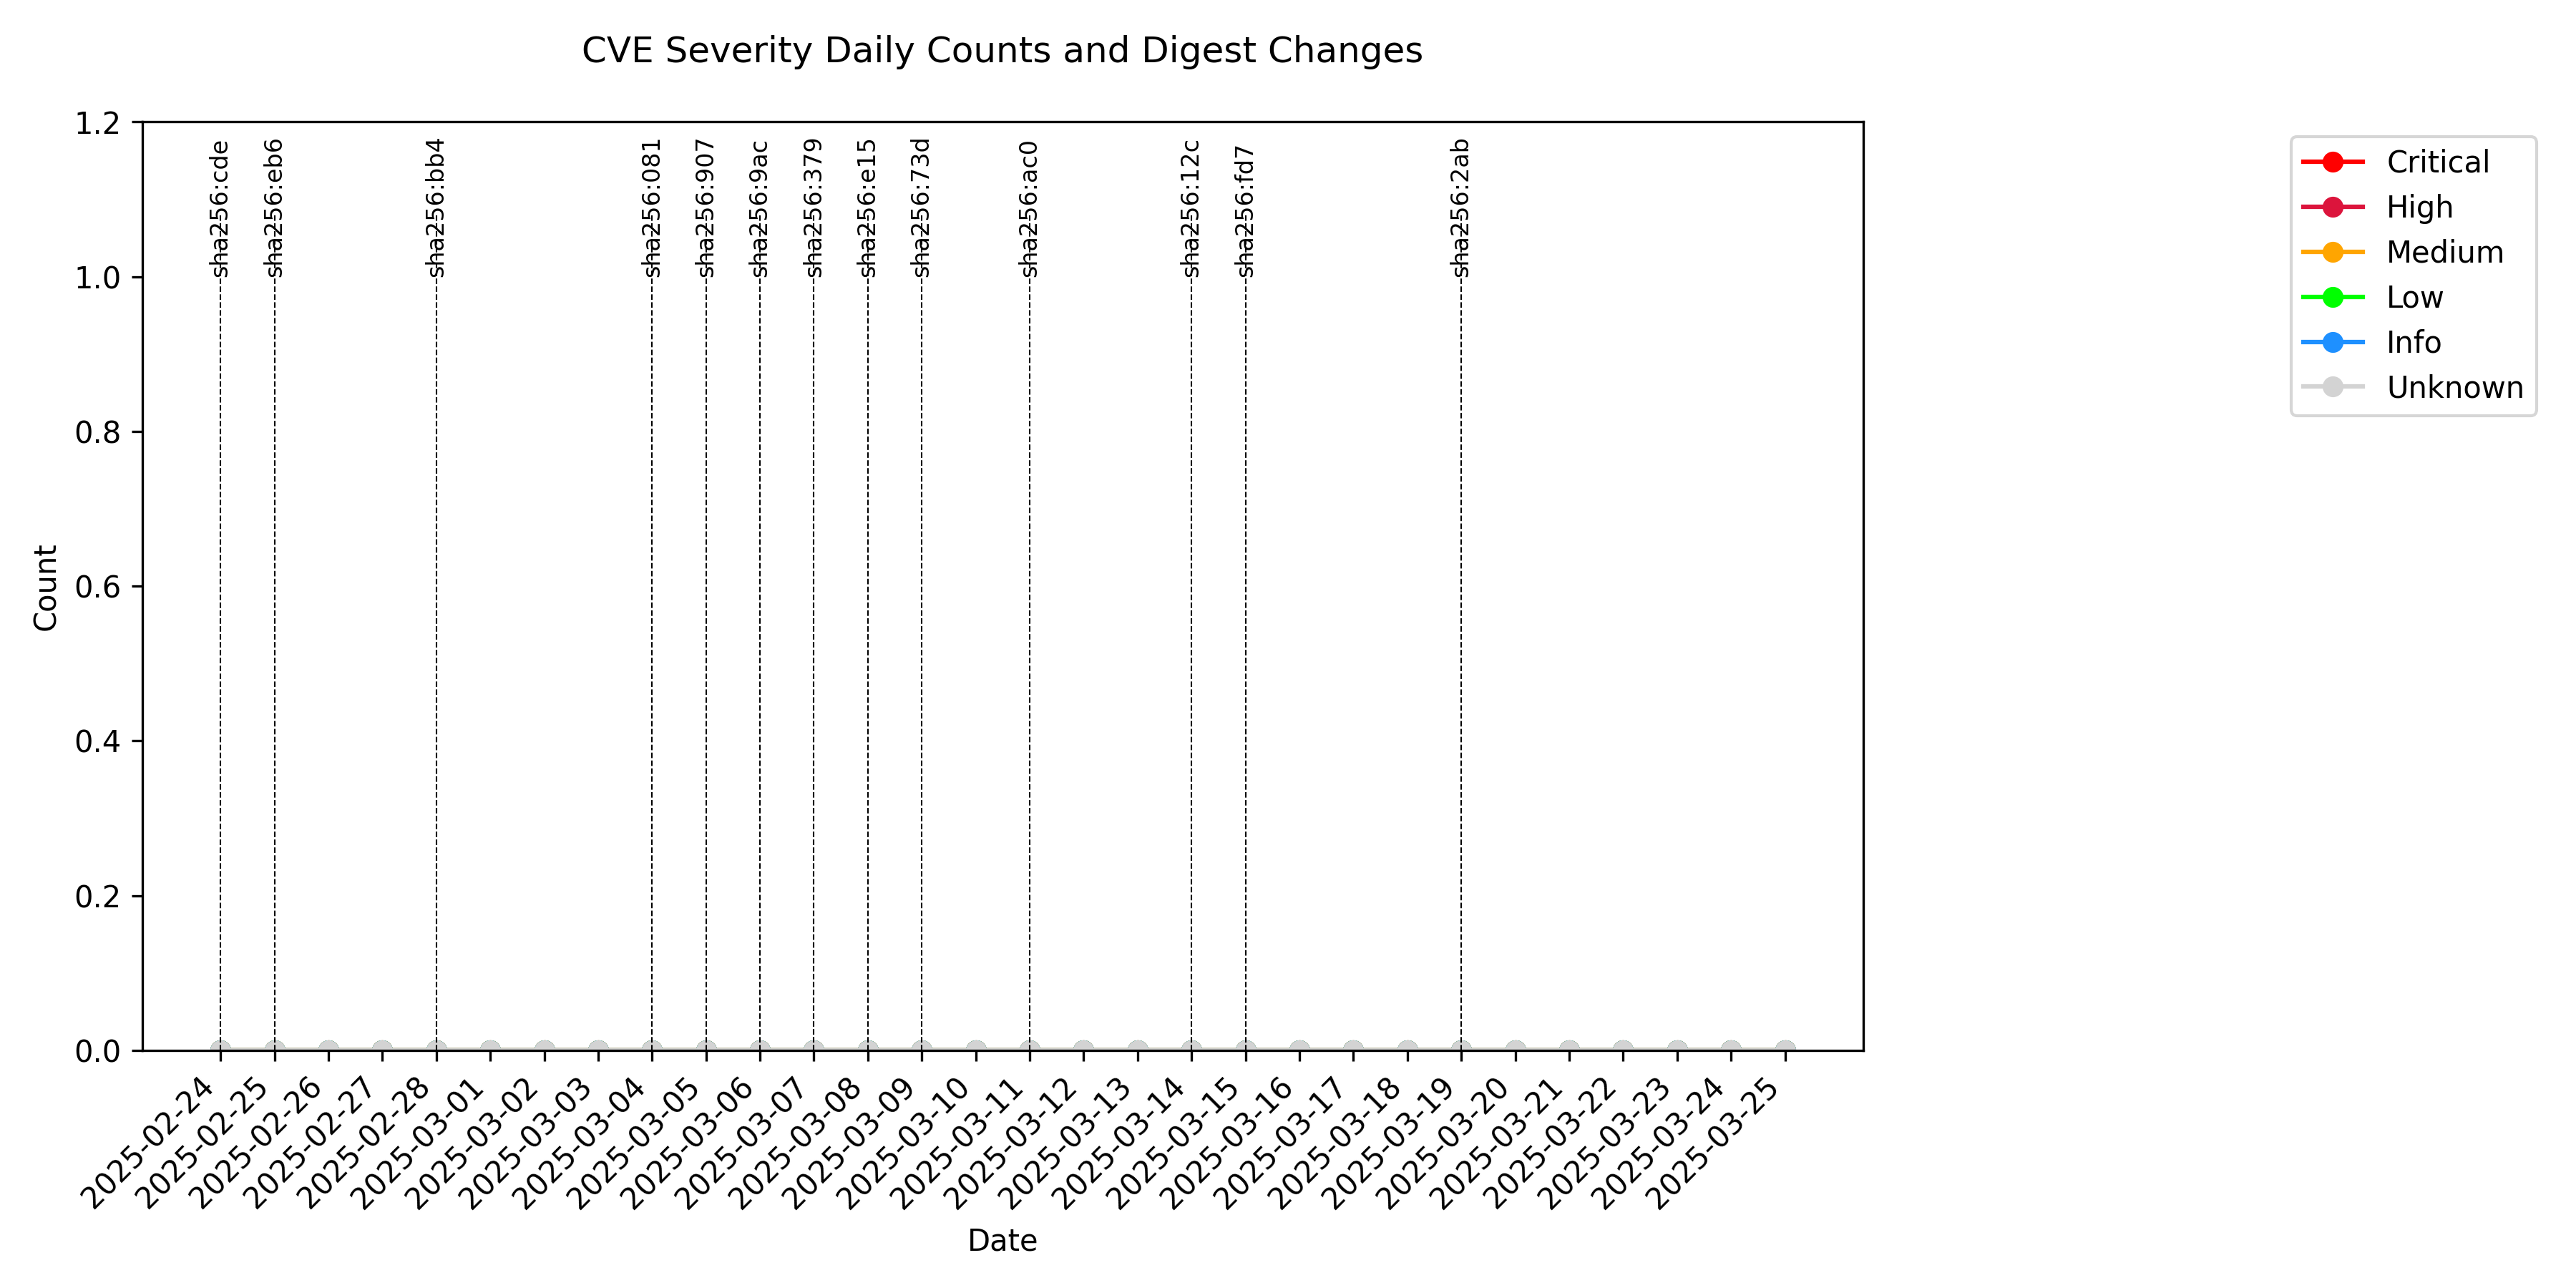 CVE Severity Daily Counts and Digest Changes
1.2
1.0
0.8
0.6
0.4
0.2
0.0
Count
sha256:cde
sha256:eb6
sha256:bb4
sha256:081
sha256:907
sha256:9ac
sha256:379
sha256:e15
sha256:73d
sha256:ac0
sha256:12c
sha256:fd7
sha256:2ab
Critical
High
Medium
Low
Info
Unknown
2025-02-24
2025-02-25
2025-02-26
2025-02-27
2025-02-28
2025-03-01
2025-03-02
2025-03-03
2025-03-04
2025-03-05
2025-03-06
2025-03-07
2025-03-08
2025-03-09
2025-03-10
2025-03-11
2025-03-12
2025-03-13
2025-03-14
2025-03-15
2025-03-16
2025-03-17
2025-03-18
2025-03-19
2025-03-20
2025-03-21
2025-03-22
2025-03-23
2025-03-24
2025-03-25
Date